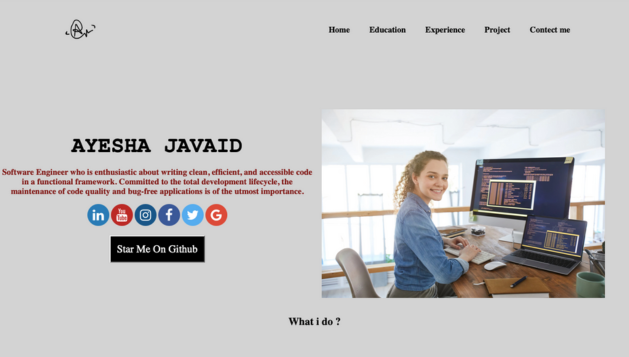 Home Education Experience Project Contect me
AYESHA JAVAID
Software Engineer who is enthusiastic about writing clean, efficient, and accessible code
in a functional framework. Committed to the total development lifecycle, the
maintenance of code quality and bug-free applications is of the utmost importance.
in You Tube f G
Star Me On Github
What i do ?